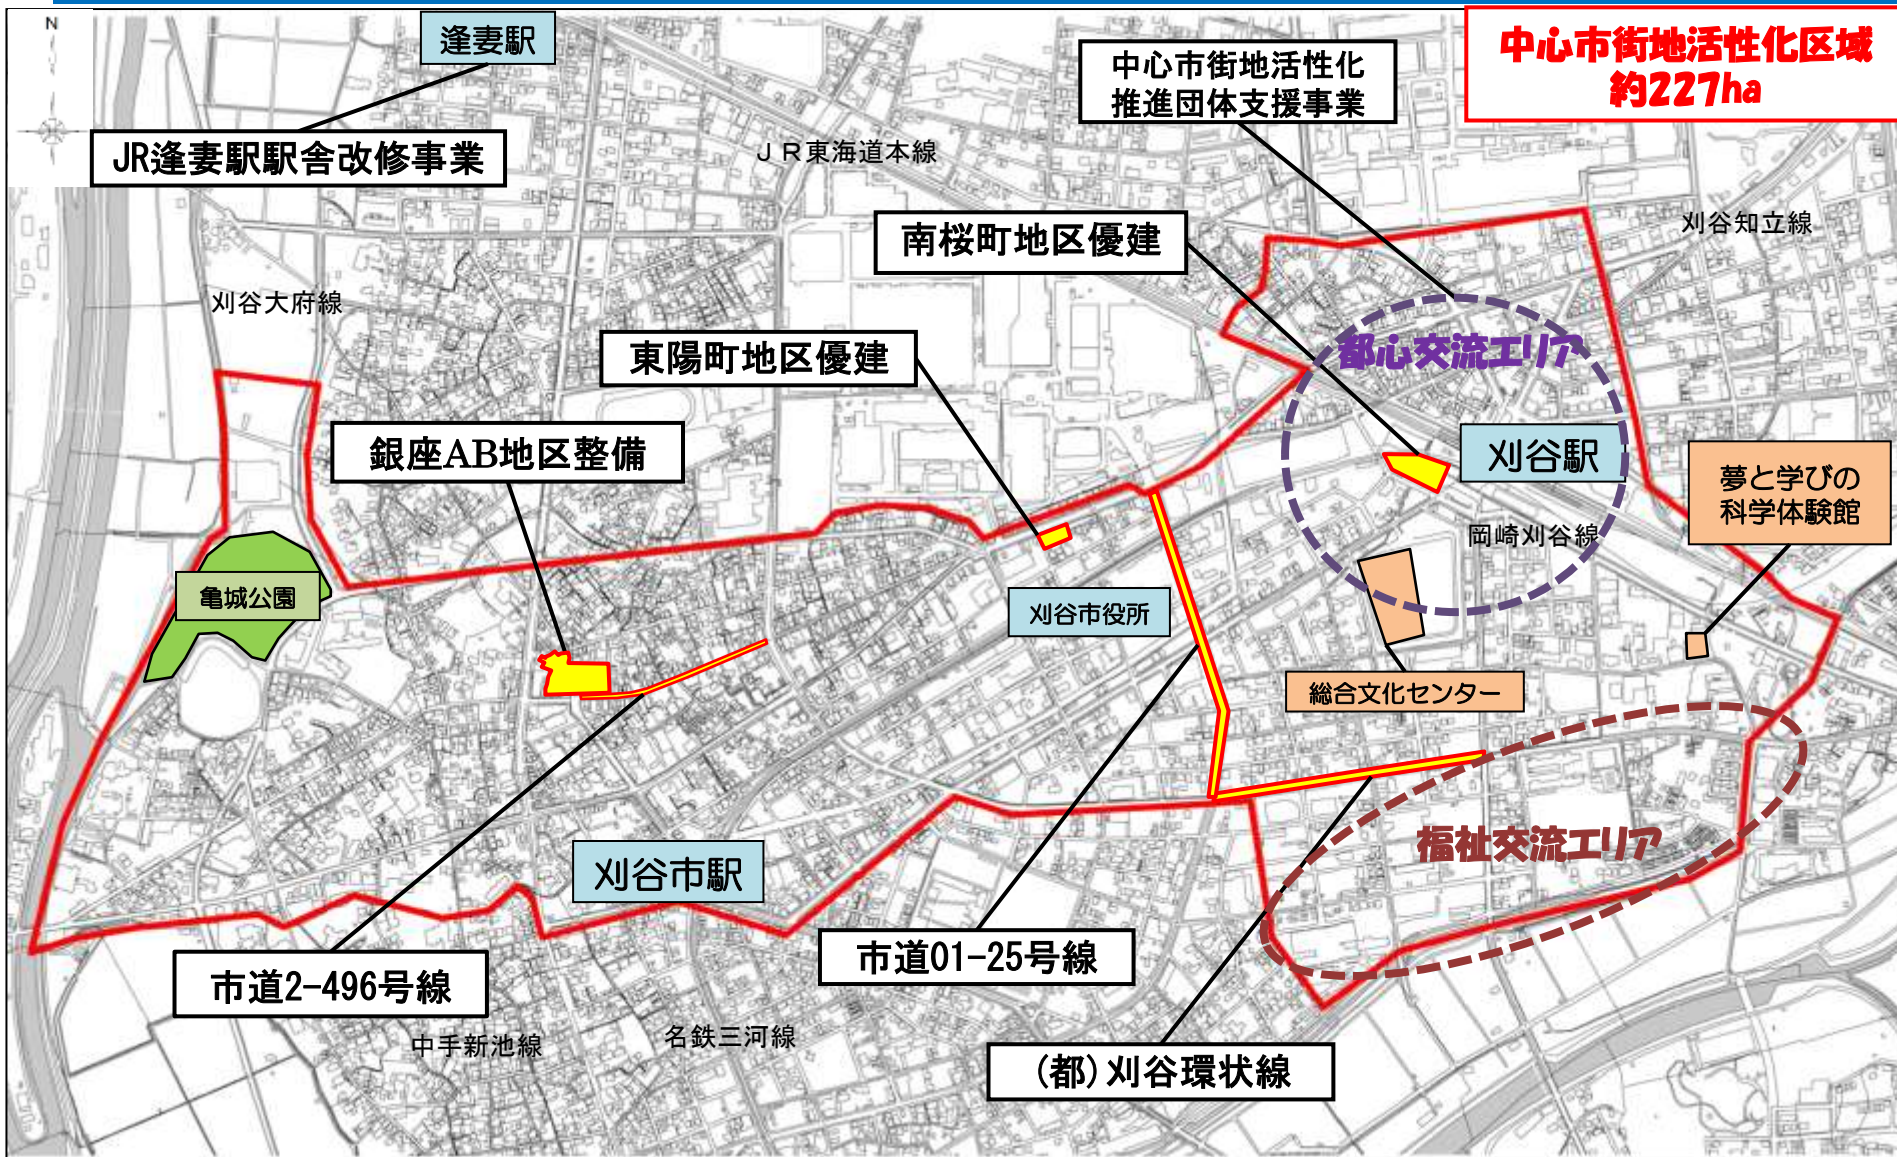 N
逢妻駅
中心市街地活性化区域
約227ha
中心市街地活性化
推進団体支援事業
JR逢妻駅駅舎改修事業
JR東海道本線
南桜町地区優建
刈谷知立線
刈谷大府線
東陽町地区優建
都心交流エリア
銀座AB地区整備
刈谷駅
夢と学びの
科学体験館
岡崎刈谷線
亀城公園
刈谷市役所
総合文化センター
福祉交流エリア
刈谷市駅
市道01-25号線
市道2-496号線
中手新池線
名鉄三河線
(都)刈谷環状線